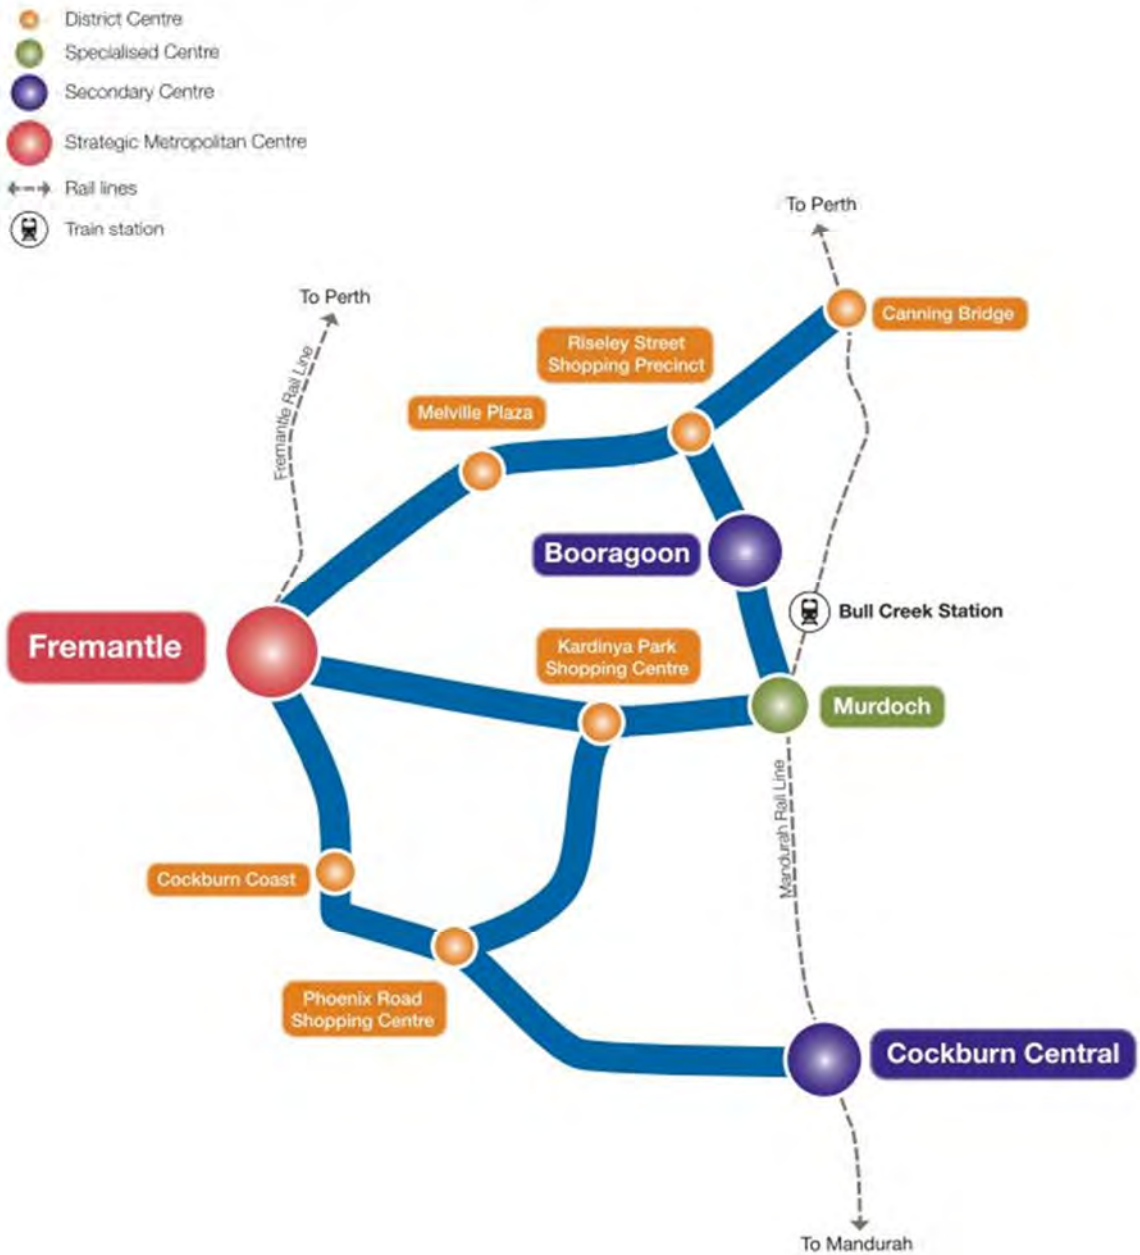 District Centre
Specialised Centre
Secondary Centre
Strategic Metropolitan Centre
Rail lines
Train station
To Perth
To Perth
Canning Bridge
Riseley Street
Shopping Precinct
Fremantle Rail Line
Melville Plaza
Booragoon
Bull Creek Station
Fremantle
Kardinya Park
Shopping Centre
Murdoch
Mandurah Rail Line
Cockburn Coast
Phoenix Road
Shopping Centre
Cockburn Central
To Mandurah